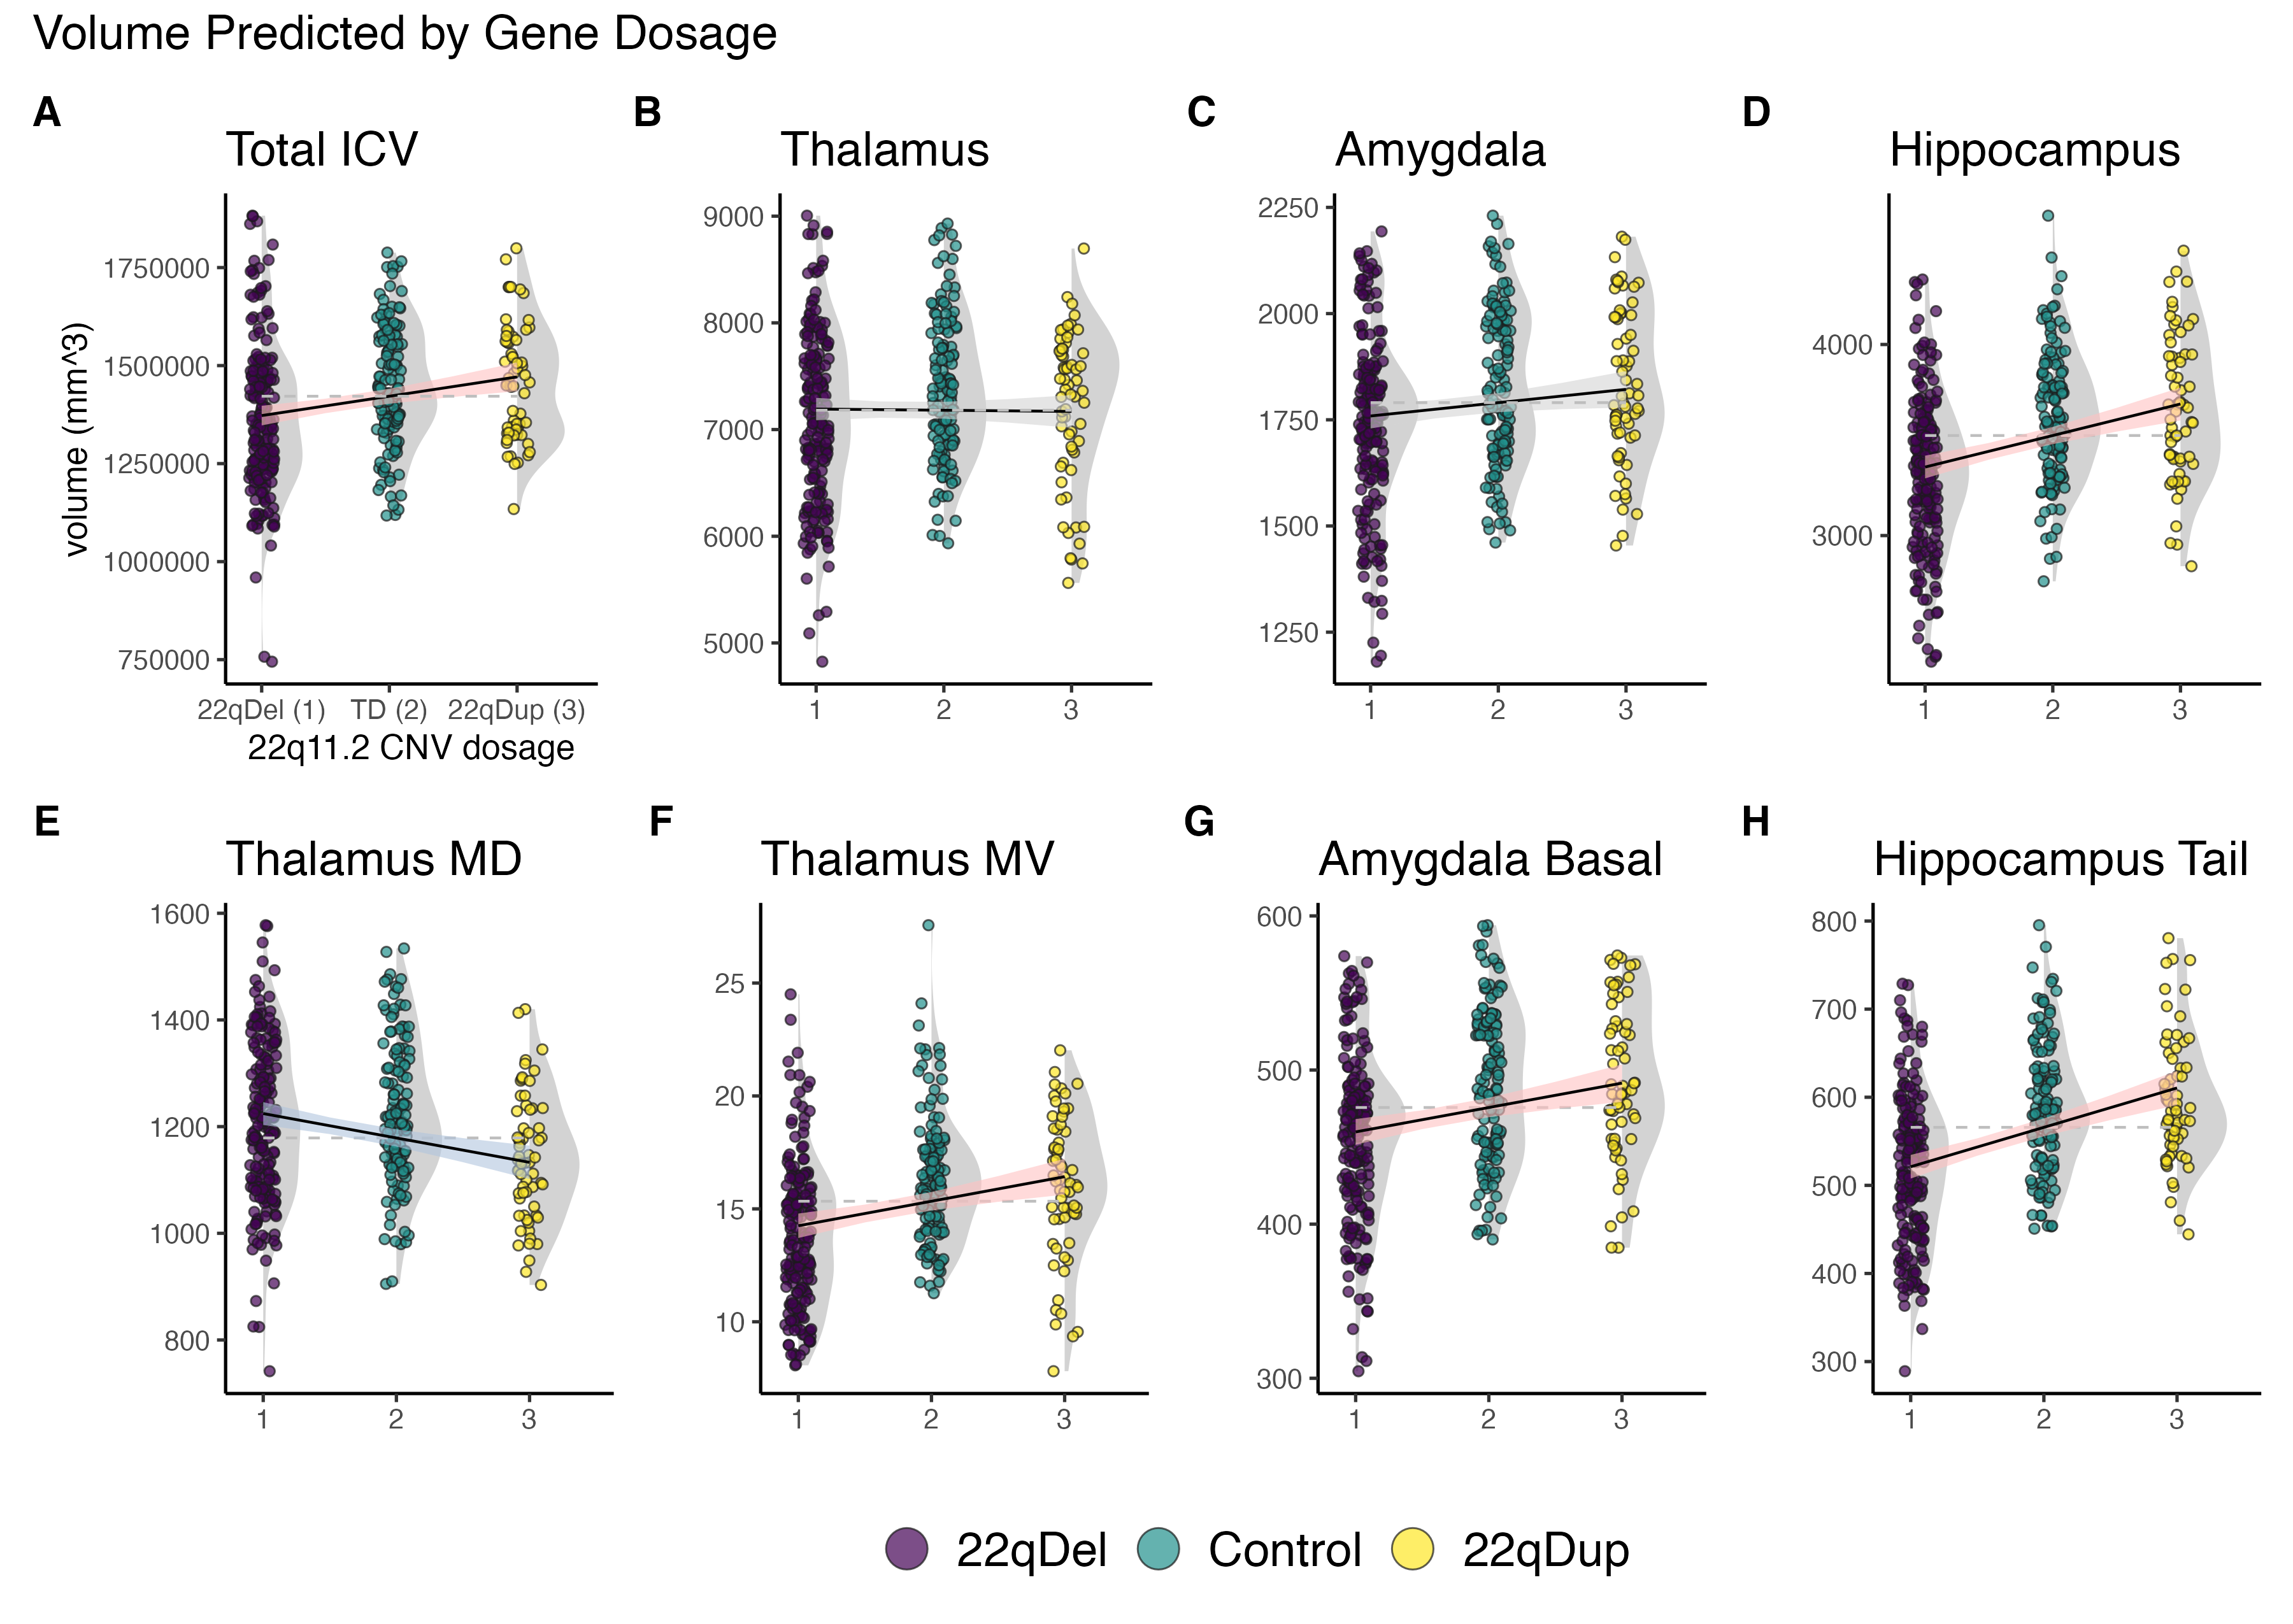 Volume Predicted by Gene Dosage
A
B
C
D
Total ICV
Thalamus
Amygdala
Hippocampus
volume (mm^3)
1750000
1500000
1250000
1000000
750000
22qDel (1) TD (2) 22qDup (3)
22q11.2 CNV dosage
9000
8000
7000
6000
5000
1 2 3
2250
2000
1750
1500
1250
1 2 3
4000
3000
1 2 3
E
F
G
H
Thalamus MD
Thalamus MV
Amygdala Basal
Hippocampus Tail
1600
1400
1200
1000
800
1 2 3
25
20
15
10
1 2 3
600
500
400
300
1 2 3
800
700
600
500
400
300
1 2 3
22qDel Control 22qDup